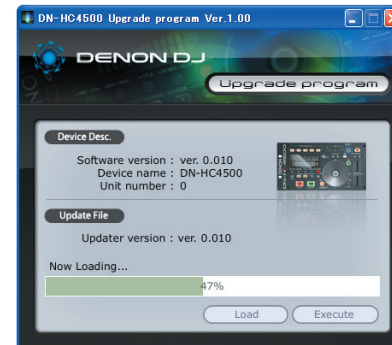 DN-HC4500 Upgrade program Ver.1.00
DENON DJ
Upgrade program
Device Desc.
Software version : ver. 0.010
Device name : DN-HC4500
Unit number : 0
Update File
Updater version : ver. 0.010
Now Loading...
47%
Load Execute